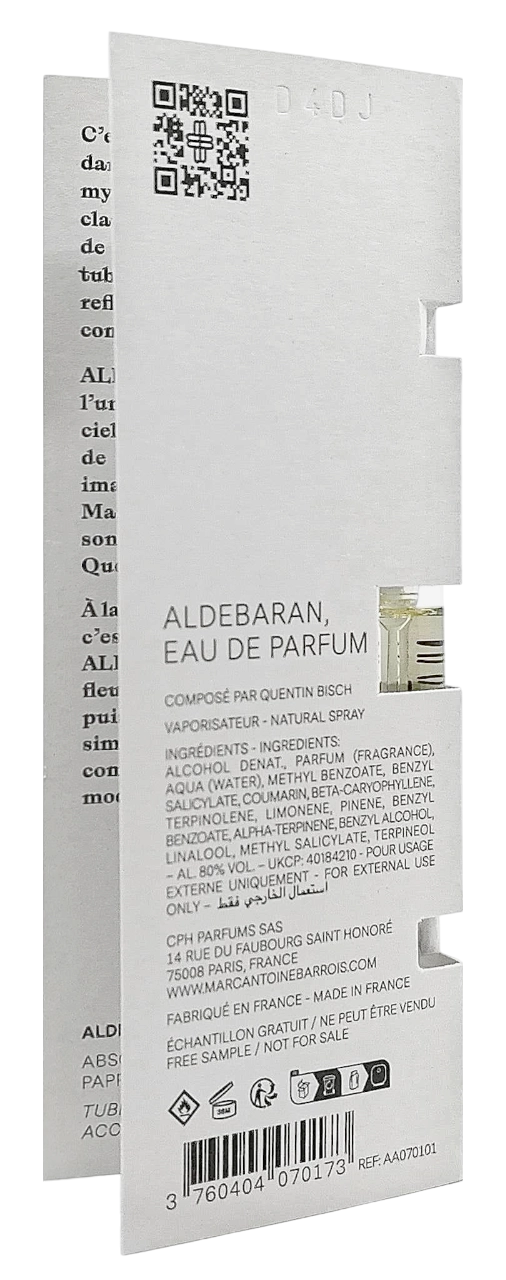 D4DJ
ALDEBARAN,
EAU DE PARFUM
COMPOSÉ PAR QUENTIN BISCH
VAPORISATEUR - NATURAL SPRAY
INGRÉDIENTS - INGREDIENTS:
ALCOHOL DENAT., PARFUM (FRAGRANCE),
AQUA (WATER), METHYL BENZOATE, BENZYL
SALICYLATE, COUMARIN, BETA-CARYOPHYLLENE,
TERPINOLENE, LIMONENE, PINENE, BENZYL
BENZOATE, ALPHA-TERPINENE, BENZYL ALCOHOL,
LINALOOL, METHYL SALICYLATE, TERPINEOL
– AL. 80% VOL. – UKCP: 40184210 - POUR USAGE
EXTERNE UNIQUEMENT - FOR EXTERNAL USE
ONLY – استعمال الخارجي فقط
CPH PARFUMS SAS
14 RUE DU FAUBOURG SAINT HONORÉ
75008 PARIS, FRANCE
WWW.MARCANTOINEBARROIS.COM
FABRIQUÉ EN FRANCE - MADE IN FRANCE
ÉCHANTILLON GRATUIT / NE PEUT ÊTRE VENDU
FREE SAMPLE / NOT FOR SALE
36M
3 760404 070173
REF: AA070101
de
À la